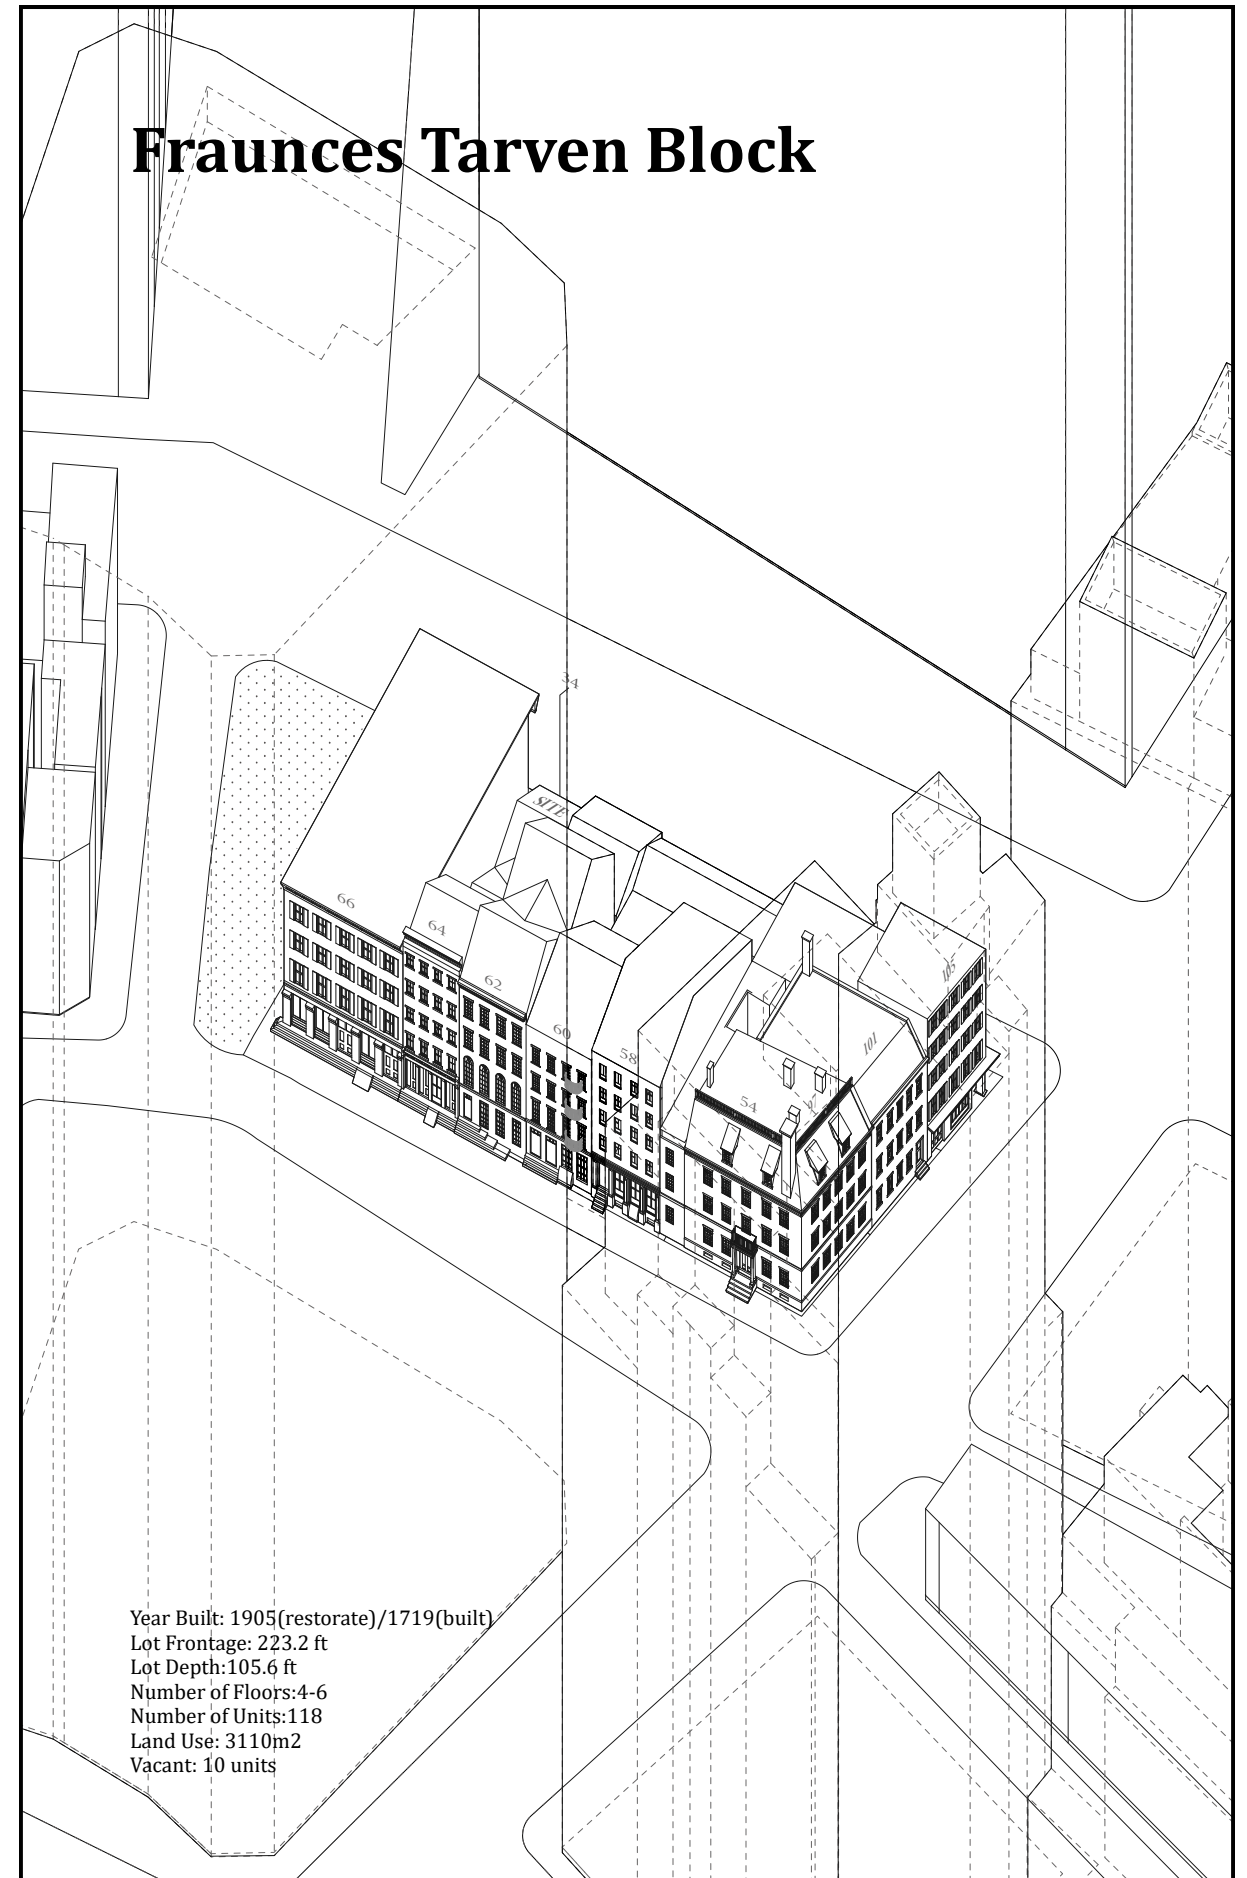 Fraunces Tarven Block
34
SITE
66
64
62
60
58
54
101
105
Year Built: 1905(restorate)/1719(built)
Lot Frontage: 223.2 ft
Lot Depth:105.6 ft
Number of Floors:4-6
Number of Units:118
Land Use: 3110m2
Vacant: 10 units